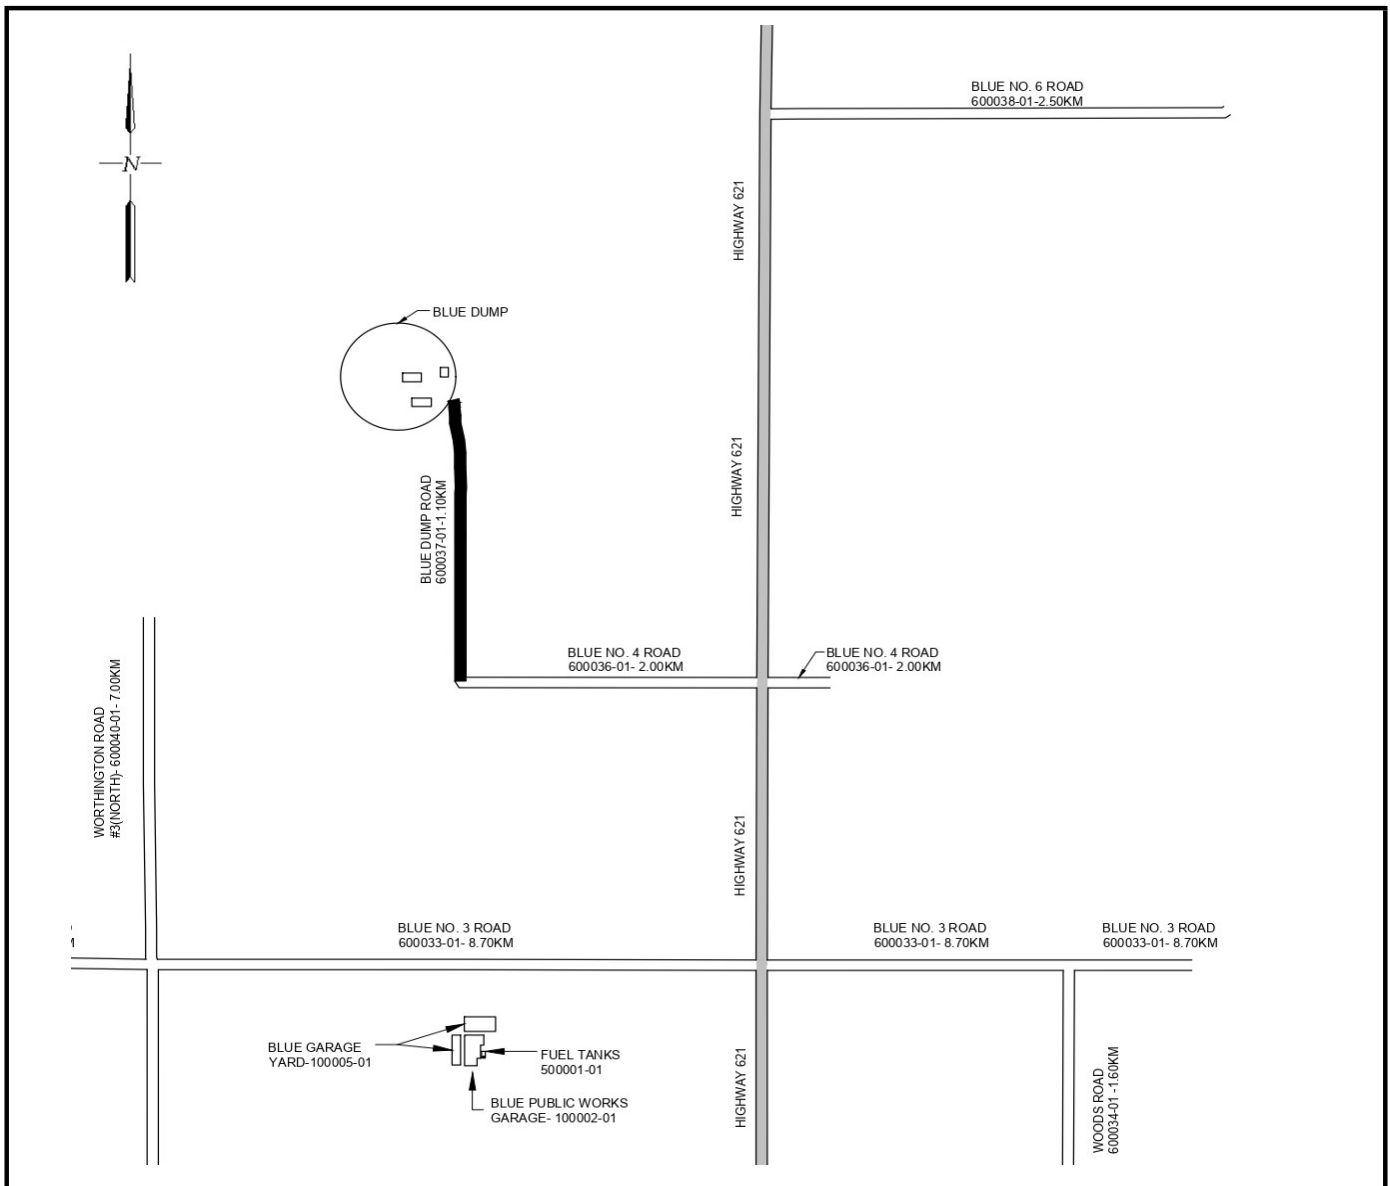 BLUE NO. 6 ROAD
600038-01-2.50KM
N
HIGHWAY 621
BLUE DUMP
HIGHWAY 621
BLUE DUMP ROAD
600037-01-1.10KM
BLUE NO. 4 ROAD
600036-01- 2.00KM
BLUE NO. 4 ROAD
600036-01- 2.00KM
WORTHINGTON ROAD
#3(NORTH)- 600040-01- 7.00KM
HIGHWAY 621
BLUE NO. 3 ROAD
600033-01- 8.70KM
BLUE NO. 3 ROAD
600033-01- 8.70KM
BLUE NO. 3 ROAD
600033-01- 8.70KM
BLUE GARAGE
YARD-100005-01
FUEL TANKS
500001-01
BLUE PUBLIC WORKS
GARAGE- 100002-01
HIGHWAY 621
WOODS ROAD
600034-01 -1.60KM